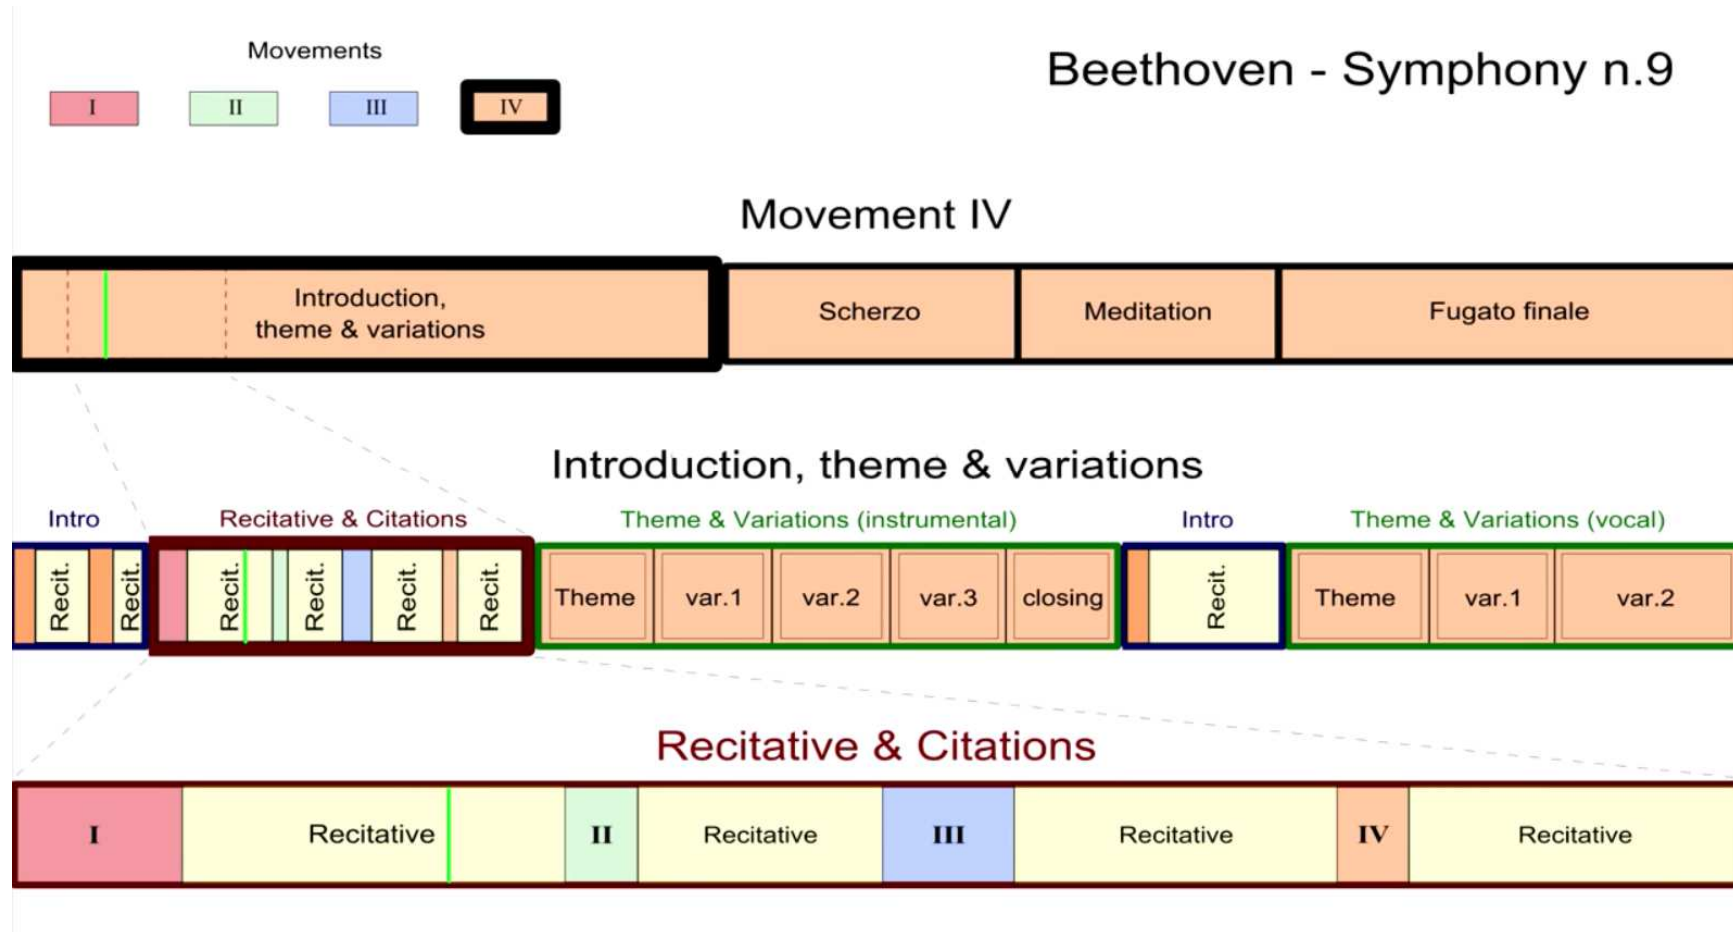 Movements
Beethoven - Symphony n.9
I II III IV
Movement IV
Introduction,
theme & variations
Scherzo Meditation Fugato finale
Introduction, theme & variations
Intro Recitative & Citations Theme & Variations (instrumental) Intro Theme & Variations (vocal)
Recit. Recit. Recit. Recit. Recit. Recit. Theme var.1 var.2 var.3 closing Recit. Theme var.1 var.2
Recitative & Citations
I Recitative II Recitative III Recitative IV Recitative